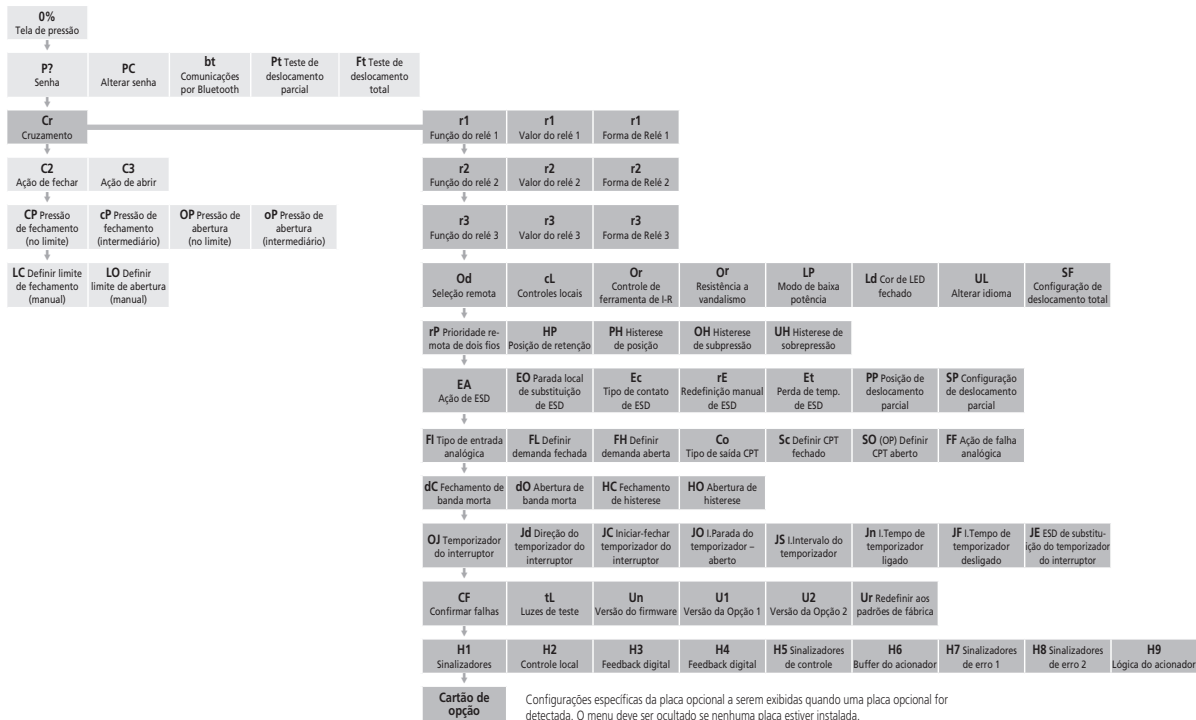 0%
Tela de pressão
P?
Senha
PC
Alterar senha
bt
Comunicações
por Bluetooth
Pt Teste de
deslocamento
parcial
Ft Teste de
deslocamento
total
Cr
Cruzamento
r1
Função do relé 1
r1
Valor do relé 1
r1
Forma de Relé 1
C2
Ação de fechar
C3
Ação de abrir
r2
Função do relé 2
r2
Valor do relé 2
r2
Forma de Relé 2
CP Pressão
de fechamento
(no limite)
cP Pressão de
fechamento
(intermediário)
OP Pressão de
abertura
(no limite)
oP Pressão de
abertura
(intermediário)
r3
Função do relé 3
r3
Valor do relé 3
r3
Forma de Relé 3
LC Definir limite
de fechamento
(manual)
LO Definir
limite de abertura
(manual)
Od
Seleção remota
cL
Controles locais
Or
Controle de
ferramenta de I-R
Or
Resistência a
vandalismo
LP
Modo de baixa
potência
Ld Cor de LED
fechado
UL
Alterar idioma
SF
Configuração de
deslocamento total
rP Prioridade re-
mota de dois fios
HP
Posição de retenção
PH Histerese
de posição
OH Histerese
de subpressão
UH Histerese de
sobrepressão
EA
Ação de ESD
EO Parada local
de substituição
de ESD
Ec
Tipo de contato
de ESD
rE
Redefinição manual
de ESD
Et
Perda de temp.
de ESD
PP Posição de
deslocamento
parcial
SP Configuração
de deslocamento
parcial
FI Tipo de entrada
analógica
FL Definir
demanda fechada
FH Definir
demanda aberta
Co
Tipo de saída CPT
Sc Definir CPT
fechado
SO (OP) Definir
CPT aberto
FF Ação de falha
analógica
dC Fechamento de
banda morta
dO Abertura de
banda morta
HC Fechamento
de histerese
HO Abertura de
histerese
OJ Temporizador
do interruptor
Jd Direção do
temporizador do
interruptor
JC Iniciar-fechar
temporizador do
interruptor
JO I.Parada do
temporizador –
aberto
JS I.Intervalo do
temporizador
Jn I.Tempo de
temporizador
ligado
JF I.Tempo de
temporizador
desligado
JE ESD de substitu-
ição do temporizador
do interruptor
CF
Confirmar falhas
tL
Luzes de teste
Un
Versão do firmware
U1
Versão da Opção 1
U2
Versão da Opção 2
Ur Redefinir aos
padrões de fábrica
H1
Sinalizadores
H2
Controle local
H3
Feedback digital
H4
Feedback digital
H5 Sinalizadores
de controle
H6
Buffer do acionador
H7 Sinalizadores
de erro 1
H8 Sinalizadores
de erro 2
H9
Lógica do acionador
Cartão de
opção
Configurações específicas da placa opcional a serem exibidas quando uma placa opcional for
detectada. O menu deve ser ocultado se nenhuma placa estiver instalada.